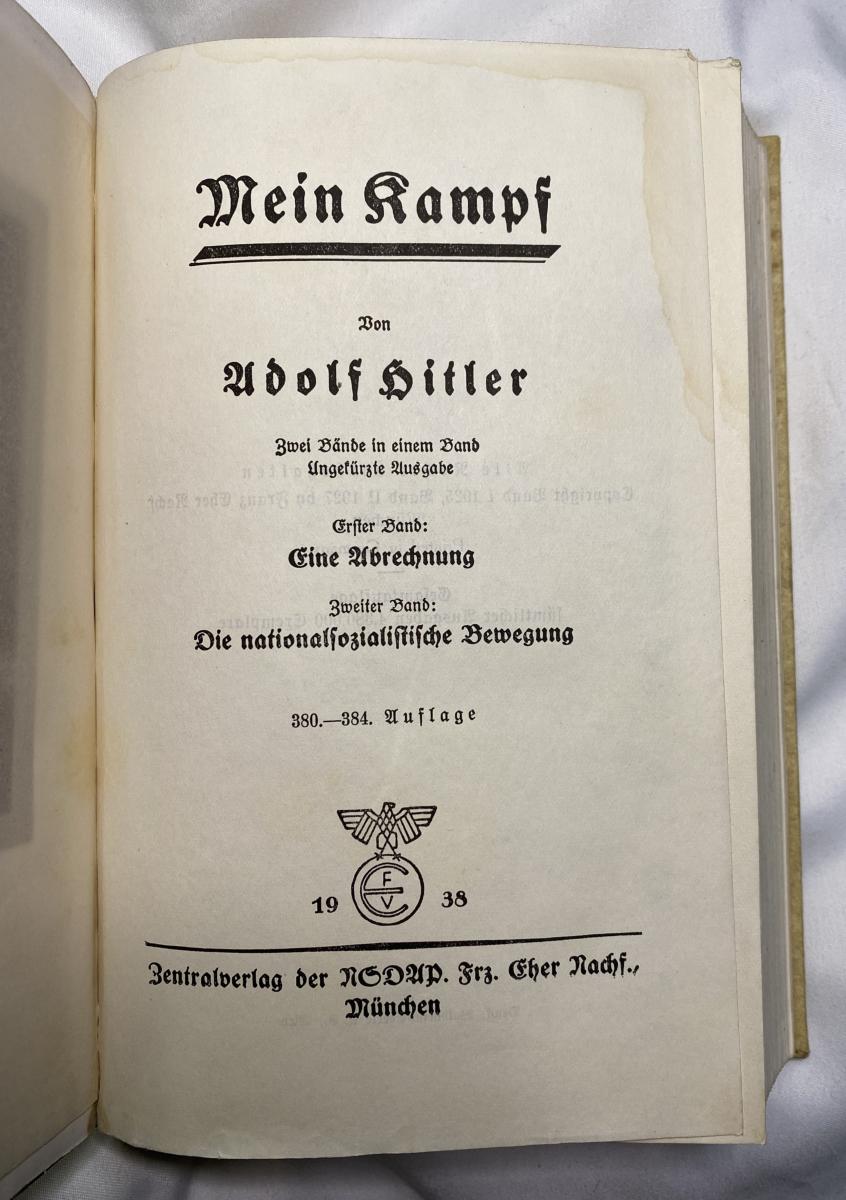 Mein Kampf
Von
Adolf Hitler
Zwei Bände in einem Band
Ungekürzte Ausgabe
Erster Band:
Eine Abrechnung
Zweiter Band:
Die nationalsozialistische Bewegung
380.—384. Auflage
F
E
V
19 38
Zentralverlag der NSDAP. Frz. Eher Nachf.,
München